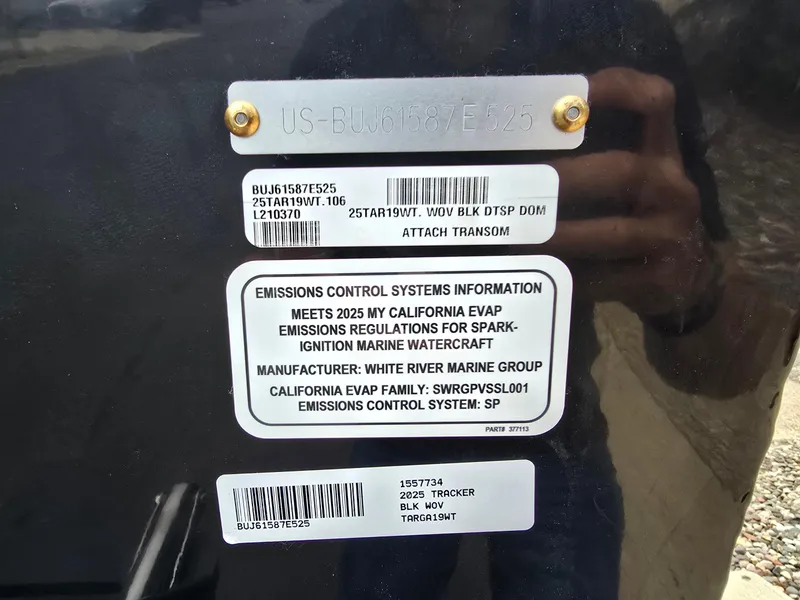 US-BUJ61587E525
BUJ61587E525
25TAR19WT.106
L210370
25TAR19WT. WOV BLK DTSP DOM
ATTACH TRANSOM
EMISSIONS CONTROL SYSTEMS INFORMATION
MEETS 2025 MY CALIFORNIA EVAP
EMISSIONS REGULATIONS FOR SPARK-
IGNITION MARINE WATERCRAFT
MANUFACTURER: WHITE RIVER MARINE GROUP
CALIFORNIA EVAP FAMILY: SWRGPVSSL001
EMISSIONS CONTROL SYSTEM: SP
PART# 377113
BUJ61587E525
1557734
2025 TRACKER
BLK WOV
TARGA19WT